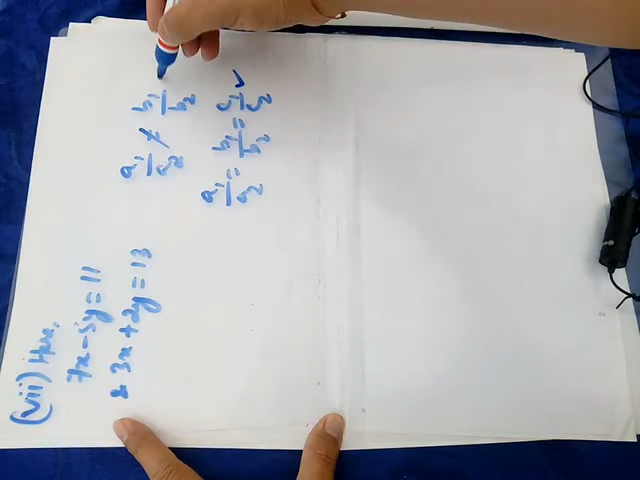 (vii) Here,
7x - 5y = 11
& 3x + 2y = 13
a₁/a₂ ≠ b₁/b₂
a₁/a₂ = b₁/b₂ = c₁/c₂ ✓